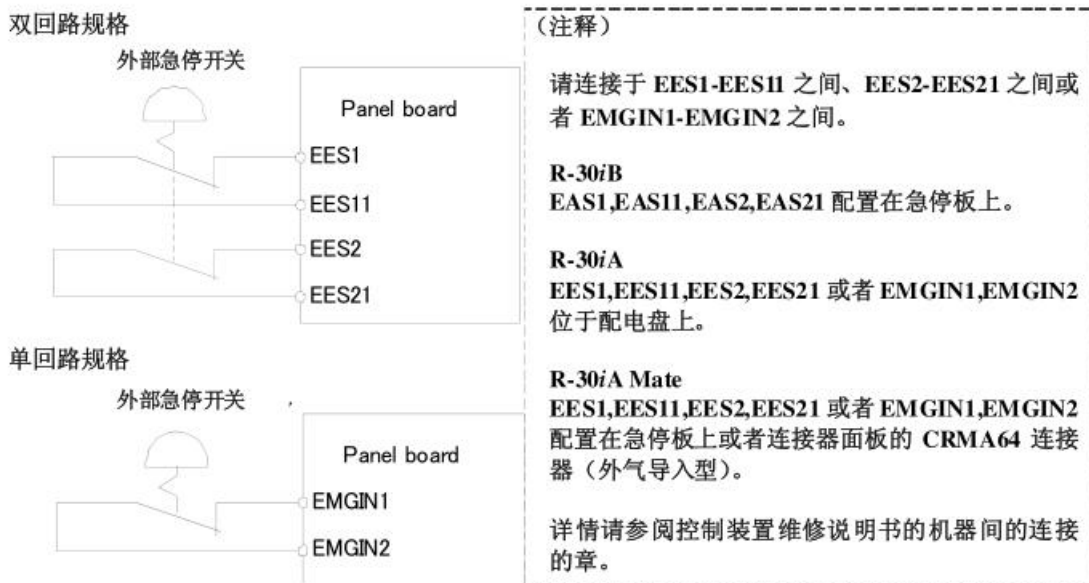 双回路规格
外部急停开关
Panel board
EES1
EES11
EES2
EES21
单回路规格
外部急停开关
Panel board
EMGIN1
EMGIN2
（注释）
请连接于 EES1-EES11 之间、EES2-EES21 之间或
者 EMGIN1-EMGIN2 之间。
R-30iB
EAS1,EAS11,EAS2,EAS21 配置在急停板上。
R-30iA
EES1,EES11,EES2,EES21 或者 EMGIN1,EMGIN2
位于配电盘上。
R-30iA Mate
EES1,EES11,EES2,EES21 或者 EMGIN1,EMGIN2
配置在急停板上或者连接器面板的 CRMA64 连接
器（外气导入型）。
详情请参阅控制装置维修说明书的机器间的连接
的章。